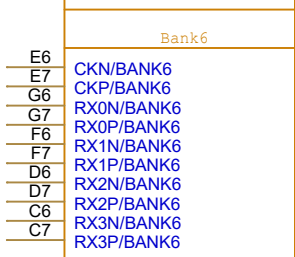 Bank6
E6 CKN/BANK6
E7 CKP/BANK6
G6 RX0N/BANK6
G7 RX0P/BANK6
F6 RX1N/BANK6
F7 RX1P/BANK6
D6 RX2N/BANK6
D7 RX2P/BANK6
C6 RX3N/BANK6
C7 RX3P/BANK6